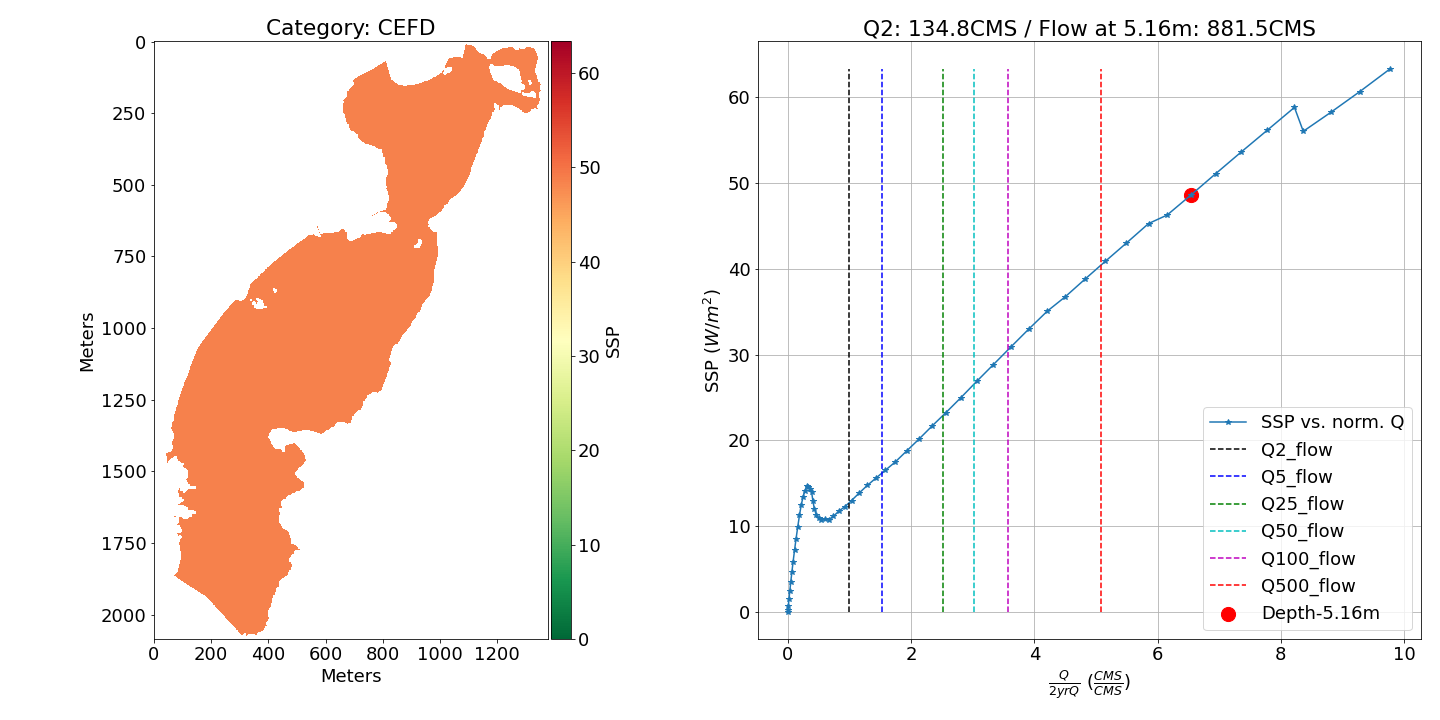 Category: CEFD
0
250
500
750
1000
1250
1500
1750
2000
Meters
0 200 400 600 800 1000 1200
Meters
60
50
40
30
20
10
0
SSP
Q2: 134.8CMS / Flow at 5.16m: 881.5CMS
60
50
40
30
20
10
0
SSP (W/m²)
SSP vs. norm. Q
Q2_flow
Q5_flow
Q25_flow
Q50_flow
Q100_flow
Q500_flow
Depth-5.16m
0 2 4 6 8 10
Q/2yrQ (CMS/CMS)